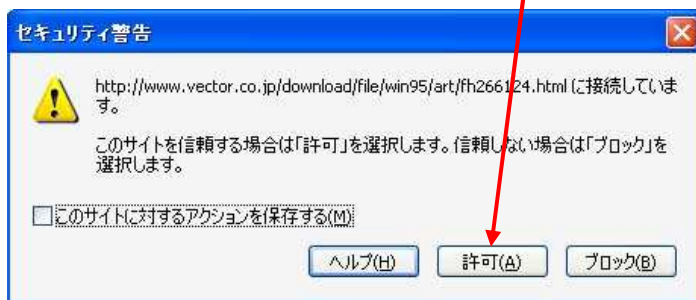 セキュリティ警告
http://www.vector.co.jp/download/file/win95/art/fh266124.html に接続していま
す。
このサイトを信頼する場合は「許可」を選択します。信頼しない場合は「ブロック」を
選択します。
このサイトに対するアクションを保存する(M)
ヘルプ(H) 許可(A) ブロック(B)